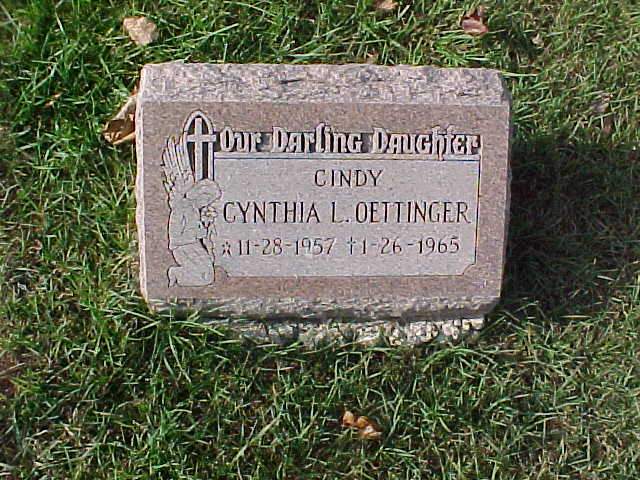 Our Darling Daughter
CINDY
CYNTHIA L. OETTINGER
☆ 11-28-1957 † 1-26-1965